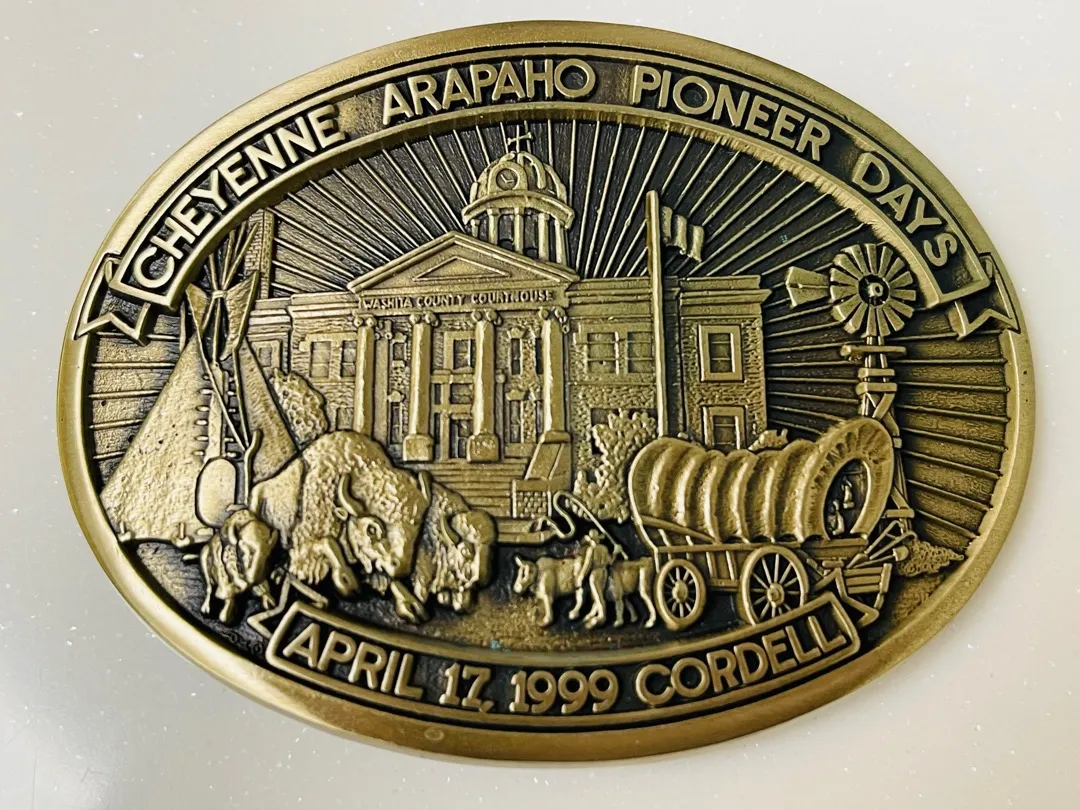 CHEYENNE ARAPAHO PIONEER DAYS
WASHITA COUNTY COURTHOUSE
APRIL 17, 1999 CORDELL